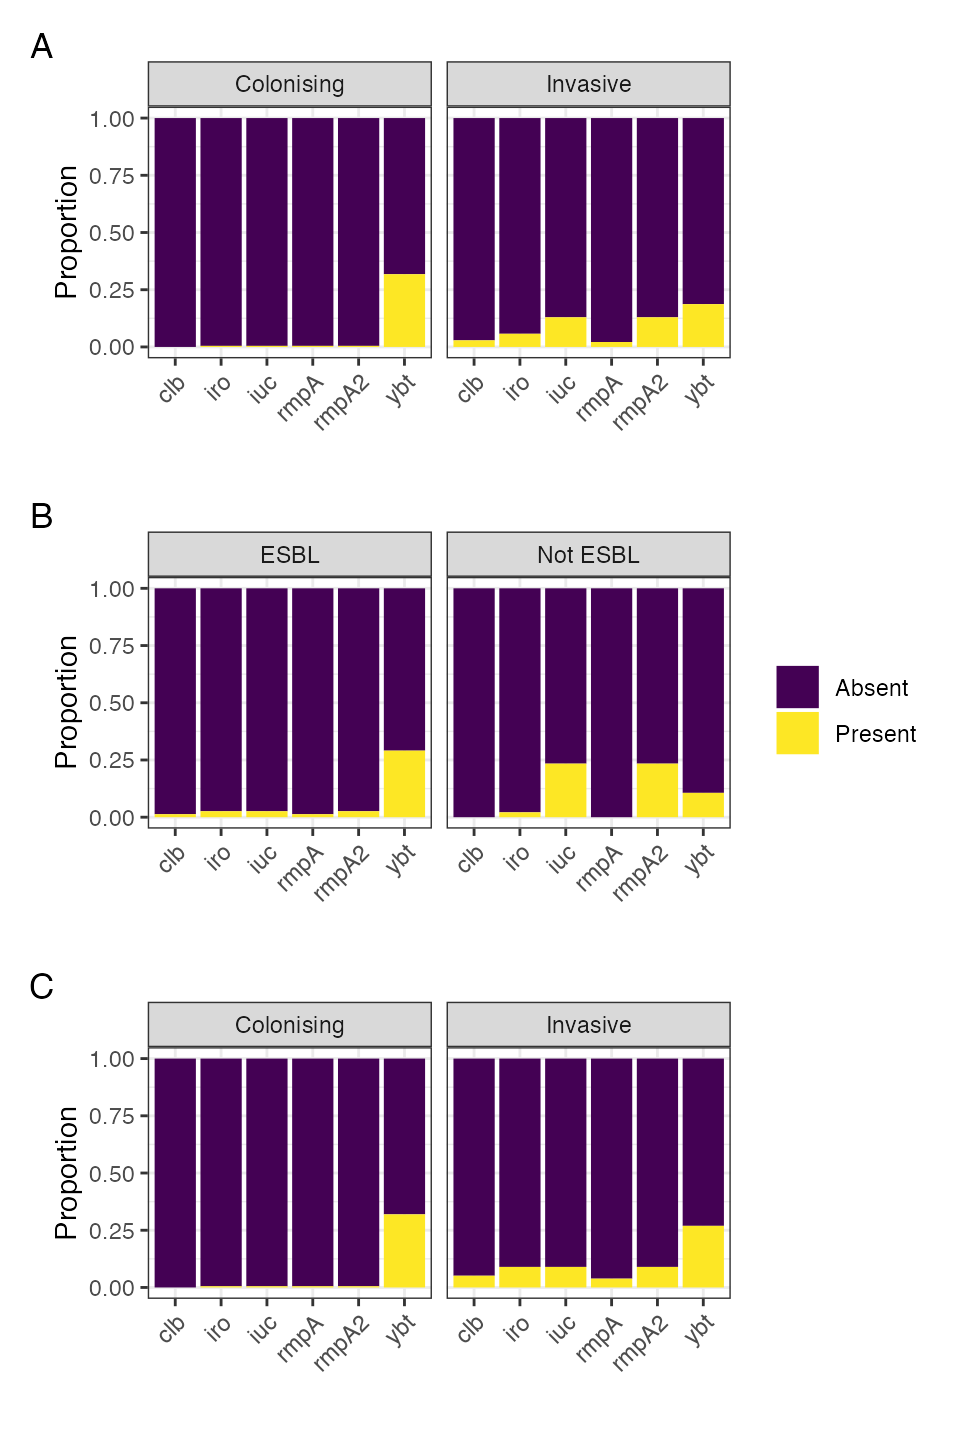 A
Colonising Invasive
1.00
0.75
0.50
0.25
0.00
Proportion
clb iro iuc rmpA rmpA2 ybt clb iro iuc rmpA rmpA2 ybt
B
ESBL Not ESBL
1.00
0.75
0.50
0.25
0.00
Proportion
clb iro iuc rmpA rmpA2 ybt clb iro iuc rmpA rmpA2 ybt
Absent
Present
C
Colonising Invasive
1.00
0.75
0.50
0.25
0.00
Proportion
clb iro iuc rmpA rmpA2 ybt clb iro iuc rmpA rmpA2 ybt